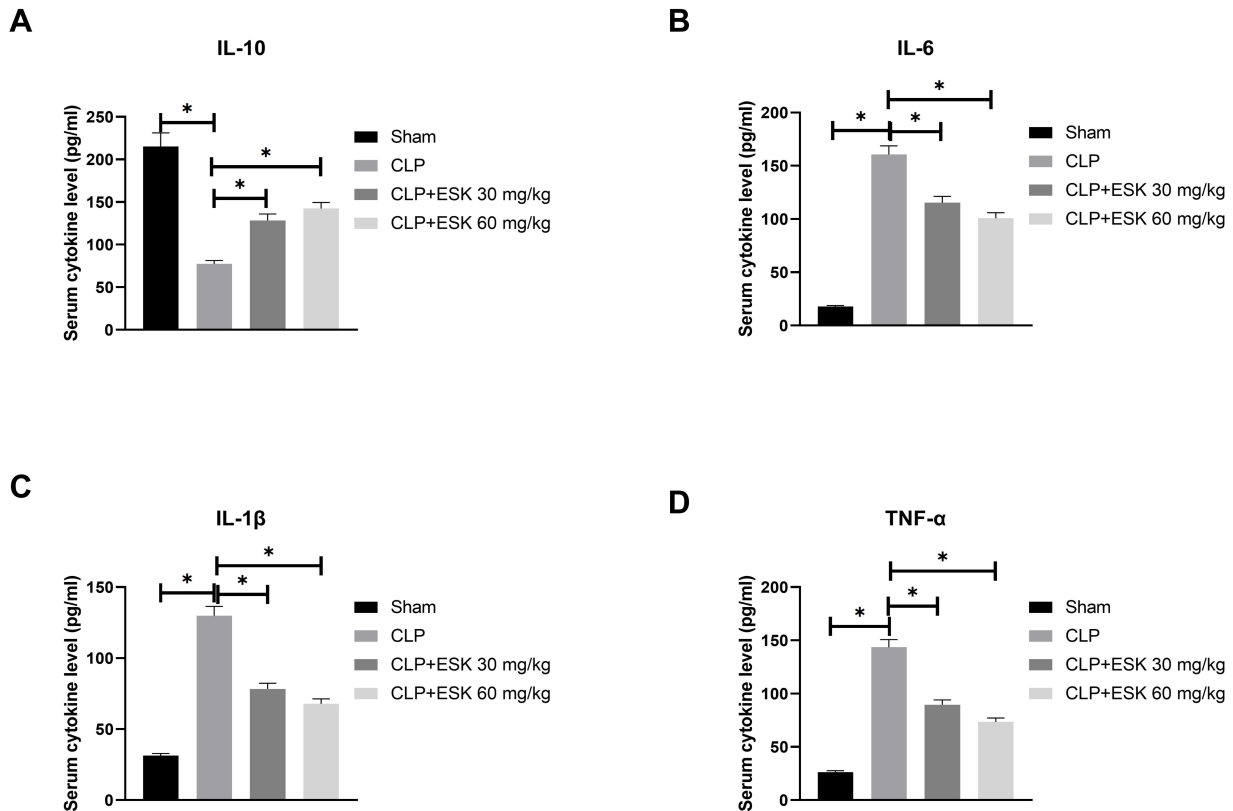 A
IL-10
Serum cytokine level (pg/ml)
250
200
150
100
50
0
*
*
*
Sham
CLP
CLP+ESK 30 mg/kg
CLP+ESK 60 mg/kg
B
IL-6
Serum cytokine level (pg/ml)
200
150
100
50
0
*
*
*
Sham
CLP
CLP+ESK 30 mg/kg
CLP+ESK 60 mg/kg
C
IL-1β
Serum cytokine level (pg/ml)
150
100
50
0
*
*
*
Sham
CLP
CLP+ESK 30 mg/kg
CLP+ESK 60 mg/kg
D
TNF-α
Serum cytokine level (pg/ml)
200
150
100
50
0
*
*
*
Sham
CLP
CLP+ESK 30 mg/kg
CLP+ESK 60 mg/kg